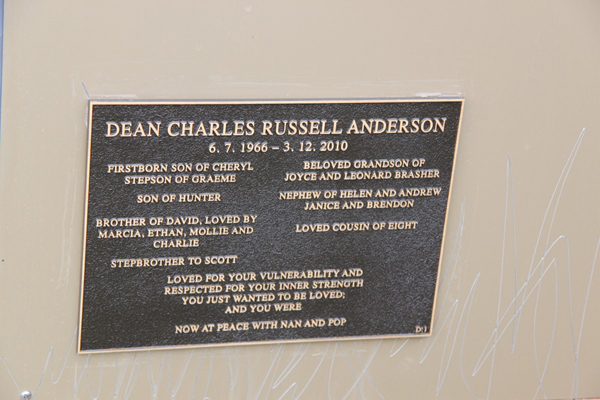 DEAN CHARLES RUSSELL ANDERSON
6. 7. 1966 – 3. 12. 2010
FIRSTBORN SON OF CHERYL
STEPSON OF GRAEME
SON OF HUNTER
BROTHER OF DAVID, LOVED BY
MARCIA, ETHAN, MOLLIE AND
CHARLIE
STEPBROTHER TO SCOTT
BELOVED GRANDSON OF
JOYCE AND LEONARD BRASHER
NEPHEW OF HELEN AND ANDREW
JANICE AND BRENDON
LOVED COUSIN OF EIGHT
LOVED FOR YOUR VULNERABILITY AND
RESPECTED FOR YOUR INNER STRENGTH
YOU JUST WANTED TO BE LOVED;
AND YOU WERE
NOW AT PEACE WITH NAN AND POP